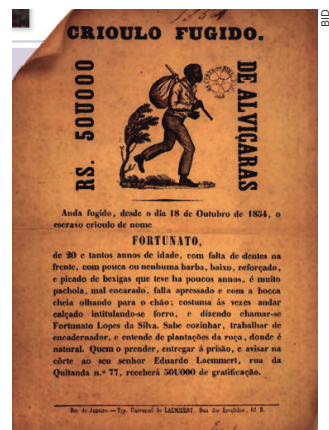 BID
1854
CRIOULO FUGIDO.
RS. 50U000
DE ALVIÇARAS
Anda fugido, desde o dia 18 de Outubro de 1854, o
escravo crioulo de nome
FORTUNATO,
de 20 e tantos annos de idade, com falta de dentes na
frente, com pouca ou nenhuma barba, baixo, reforçado,
e picado de bexigas que teve ha poucos annos, é muito
pachola, mal encarado, falla apressado e com a bocca
cheia olhando para o chão; costuma ás vezes andar
calçado intitulando-se forro, e dizendo chamar-se
Fortunato Lopes da Silva. Sabe cozinhar, trabalhar de
encadernador, e entende de plantações da roça, donde é
natural. Quem o prender, entregar á prisão, e avisar na
côrte ao seu senhor Eduardo Laemmert, rua da
Quitanda n.º 77, receberá 50U000 de gratificação.
Rio de Janeiro. — Typ. Universal de LAEMMERT, Rua dos Invalidos, 61 B.